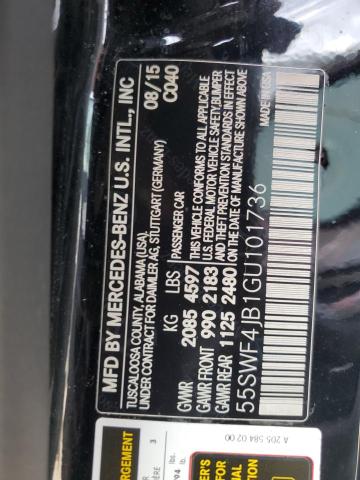 MFD BY MERCEDES-BENZ U.S. INTL., INC
TUSCALOOSA COUNTY, ALABAMA (USA)
UNDER CONTRACT FOR DAIMLER AG, STUTTGART (GERMANY)
08/15
C040
KG LBS
GVWR 2085 4597
GAWR FRONT 990 2183
GAWR REAR 1125 2480
PASSENGER CAR
THIS VEHICLE CONFORMS TO ALL APPLICABLE
U.S. FEDERAL MOTOR VEHICLE SAFETY, BUMPER
AND THEFT PREVENTION STANDARDS IN EFFECT
ON THE DATE OF MANUFACTURE SHOWN ABOVE.
MADE IN USA
55SWF4JB1GU101736
A 205 584 02 00
3
lbs.
lb.